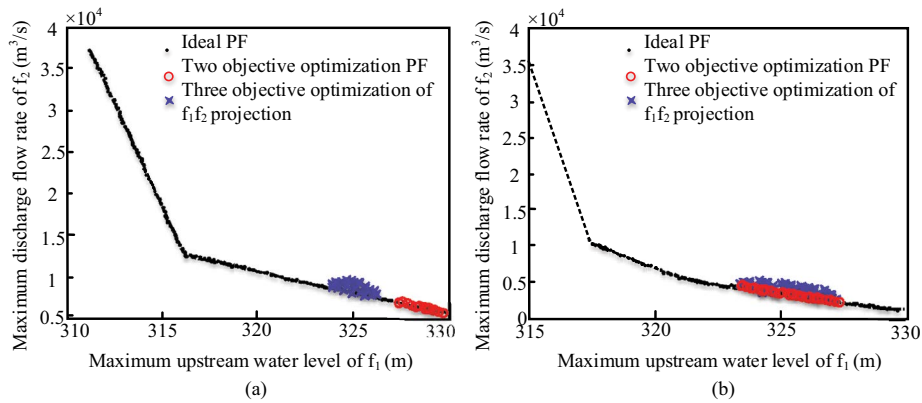 ×10⁴
4
3.5
3
2.5
2
1.5
1
0.5
310
315
320
325
330
Maximum discharge flow rate of f₂ (m³/s)
Maximum upstream water level of f₁ (m)
Ideal PF
Two objective optimization PF
Three objective optimization of
f₁f₂ projection
(a)
×10⁴
4
3.5
3
2.5
2
1.5
1
0.5
0
315
320
325
330
Maximum discharge flow rate of f₂ (m³/s)
Maximum upstream water level of f₁ (m)
Ideal PF
Two objective optimization PF
Three objective optimization of
f₁f₂ projection
(b)